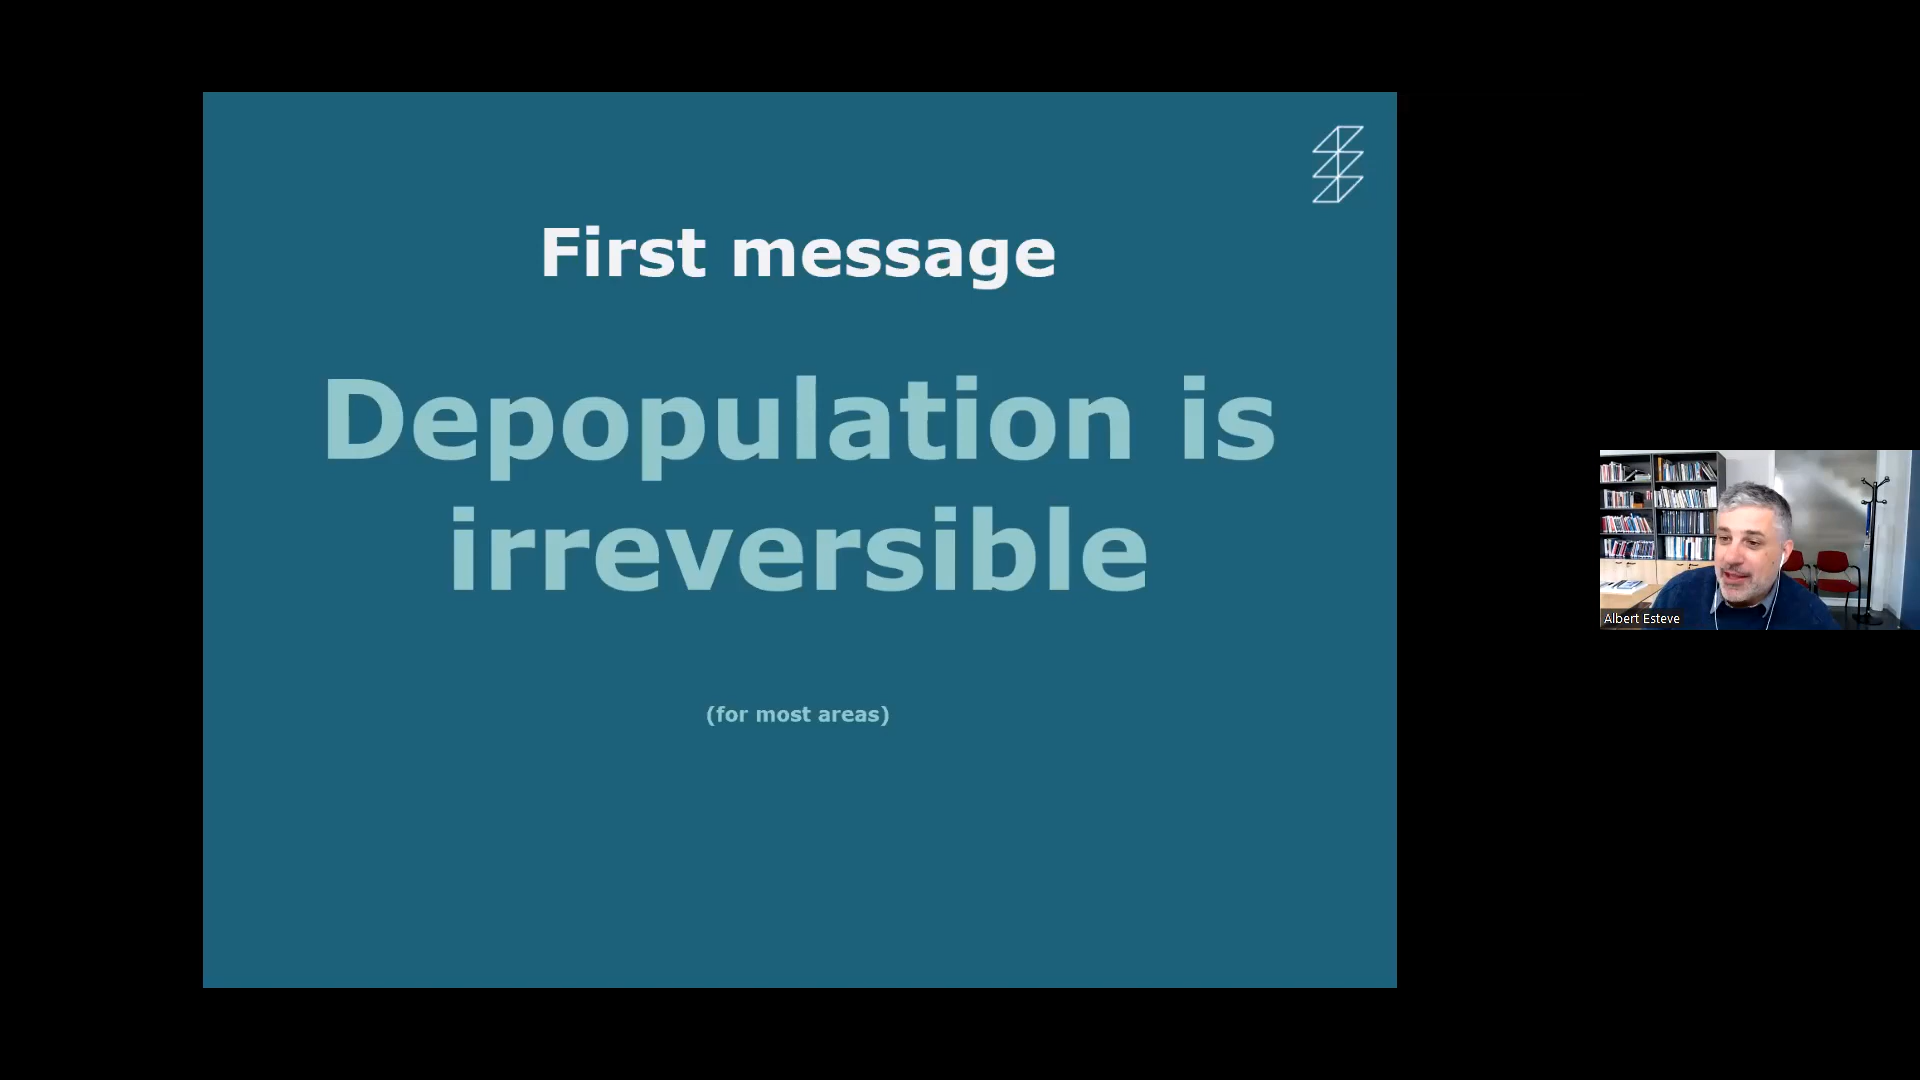 First message
Depopulation is
irreversible
(for most areas)
Albert Esteve